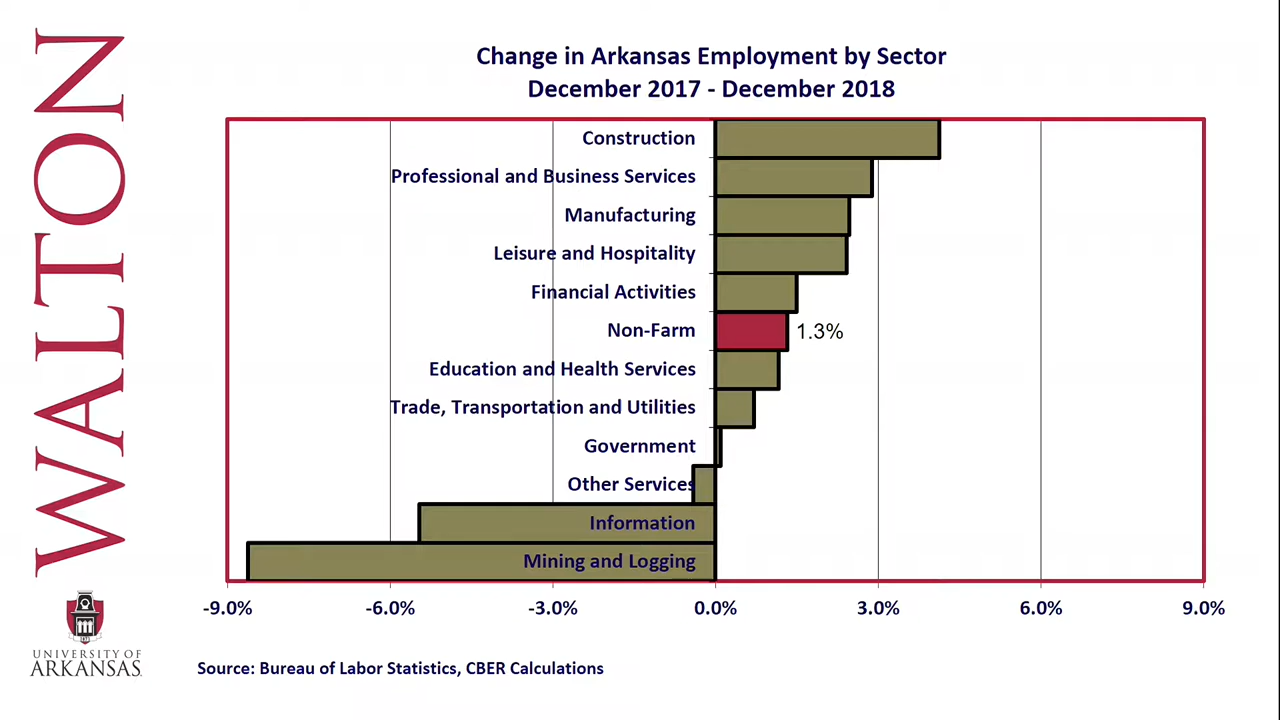 WALTON
UNIVERSITY OF
ARKANSAS
Change in Arkansas Employment by Sector
December 2017 - December 2018
Construction
Professional and Business Services
Manufacturing
Leisure and Hospitality
Financial Activities
Non-Farm
1.3%
Education and Health Services
Trade, Transportation and Utilities
Government
Other Services
Information
Mining and Logging
-9.0% -6.0% -3.0% 0.0% 3.0% 6.0% 9.0%
Source: Bureau of Labor Statistics, CBER Calculations